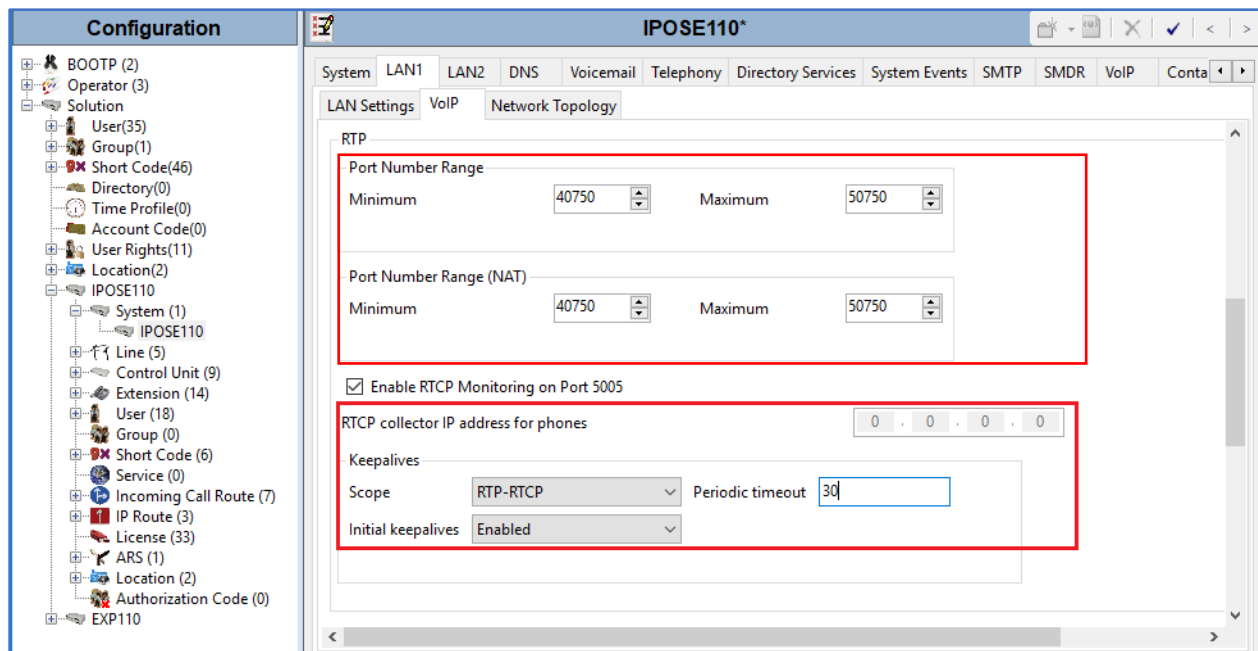 Configuration
BOOTP (2)
Operator (3)
Solution
User(35)
Group(1)
Short Code(46)
Directory(0)
Time Profile(0)
Account Code(0)
User Rights(11)
Location(2)
IPOSE110
System (1)
IPOSE110
Line (5)
Control Unit (9)
Extension (14)
User (18)
Group (0)
Short Code (6)
Service (0)
Incoming Call Route (7)
IP Route (3)
License (33)
ARS (1)
Location (2)
Authorization Code (0)
EXP110
IPOSE110*
System LAN1 LAN2 DNS Voicemail Telephony Directory Services System Events SMTP SMDR VoIP Conta
LAN Settings VoIP Network Topology
RTP
Port Number Range
Minimum 40750 Maximum 50750
Port Number Range (NAT)
Minimum 40750 Maximum 50750
Enable RTCP Monitoring on Port 5005
RTCP collector IP address for phones 0 . 0 . 0 . 0
Keepalives
Scope RTP-RTCP Periodic timeout 30
Initial keepalives Enabled